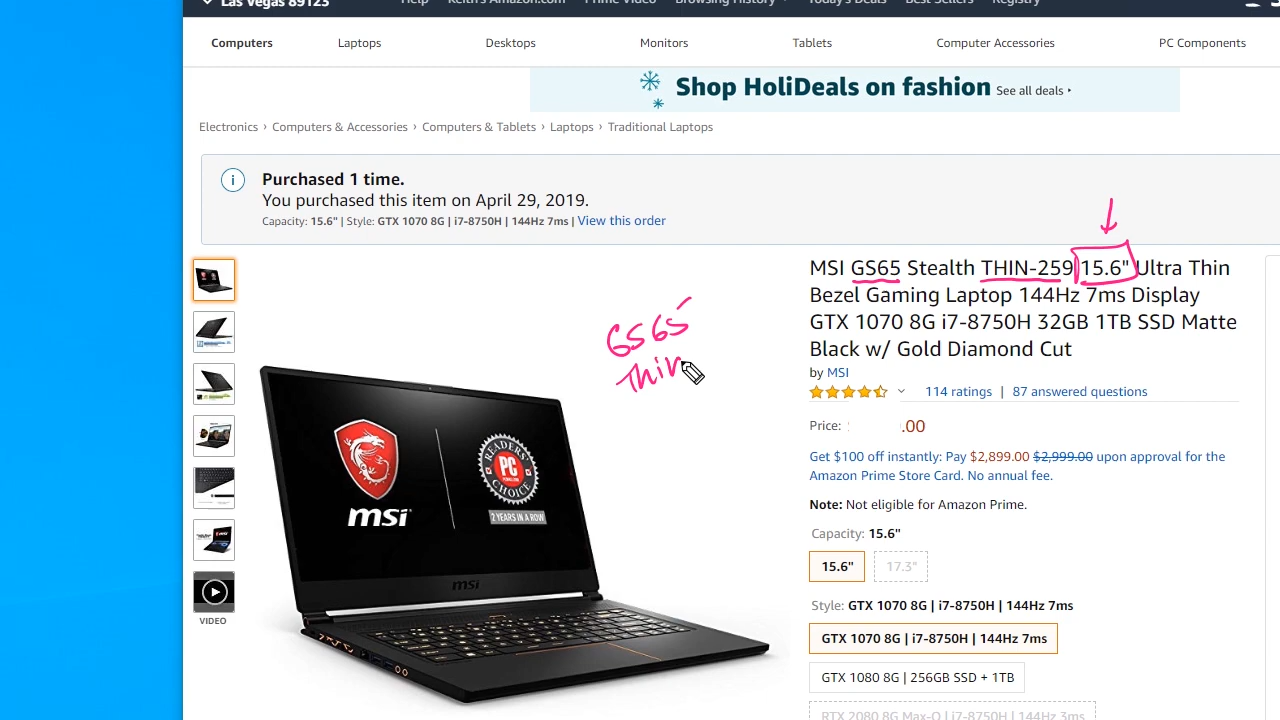 Las Vegas 89123
Help Keith's Amazon.com Prime Video Browsing History Today's Deals Best Sellers Registry
Computers Laptops Desktops Monitors Tablets Computer Accessories PC Components
Shop HoliDeals on fashion See all deals ▸
Electronics › Computers & Accessories › Computers & Tablets › Laptops › Traditional Laptops
Purchased 1 time.
You purchased this item on April 29, 2019.
Capacity: 15.6" | Style: GTX 1070 8G | i7-8750H | 144Hz 7ms | View this order
GS65
Thin
msi
READERS'
PC
CHOICE
2 YEARS IN A ROW
msi
VIDEO
MSI GS65 Stealth THIN-259 15.6" Ultra Thin
Bezel Gaming Laptop 144Hz 7ms Display
GTX 1070 8G i7-8750H 32GB 1TB SSD Matte
Black w/ Gold Diamond Cut
by MSI
114 ratings | 87 answered questions
Price: .00
Get $100 off instantly: Pay $2,899.00 $2,999.00 upon approval for the
Amazon Prime Store Card. No annual fee.
Note: Not eligible for Amazon Prime.
Capacity: 15.6"
15.6" 17.3"
Style: GTX 1070 8G | i7-8750H | 144Hz 7ms
GTX 1070 8G | i7-8750H | 144Hz 7ms
GTX 1080 8G | 256GB SSD + 1TB
RTX 2080 8G Max-Q | i7-8750H | 144Hz 3ms